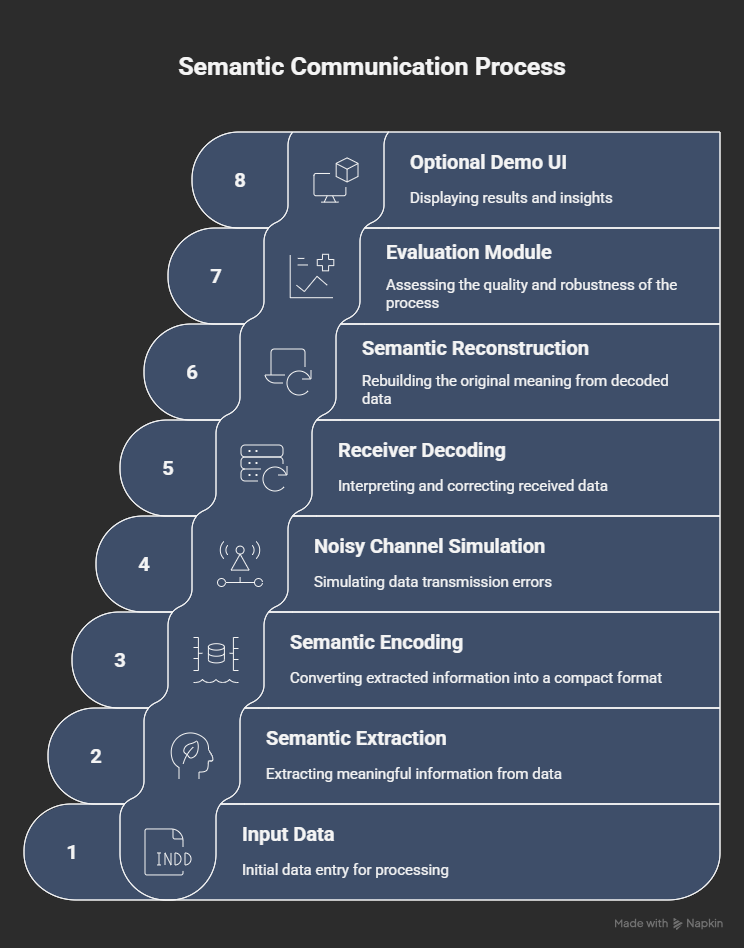 Semantic Communication Process
8
Optional Demo UI
Displaying results and insights
7
Evaluation Module
Assessing the quality and robustness of the
process
6
Semantic Reconstruction
Rebuilding the original meaning from decoded
data
5
Receiver Decoding
Interpreting and correcting received data
4
Noisy Channel Simulation
Simulating data transmission errors
3
Semantic Encoding
Converting extracted information into a compact format
2
Semantic Extraction
Extracting meaningful information from data
1
INDD
Input Data
Initial data entry for processing
Made with Napkin